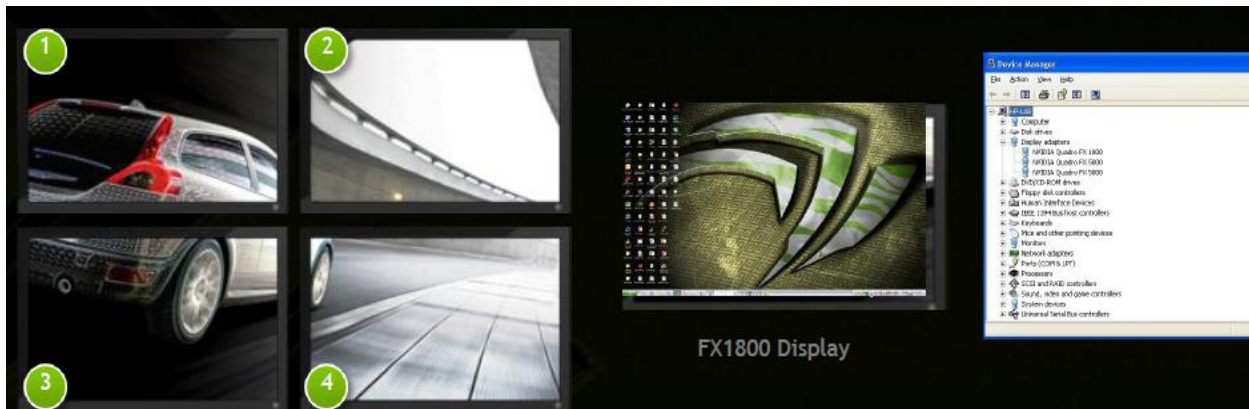 1
2
3
4
FX1800 Display
Device Manager
File Action View Help
HP-LAB
Computer
Disk drives
Display adapters
NVIDIA Quadro FX 1800
NVIDIA Quadro FX 5800
NVIDIA Quadro FX 5800
DVD/CD-ROM drives
Floppy disk controllers
Human Interface Devices
IEEE 1394 Bus host controllers
Keyboards
Mice and other pointing devices
Monitors
Network adapters
Ports (COM & LPT)
Processors
SCSI and RAID controllers
Sound, video and game controllers
System devices
Universal Serial Bus controllers